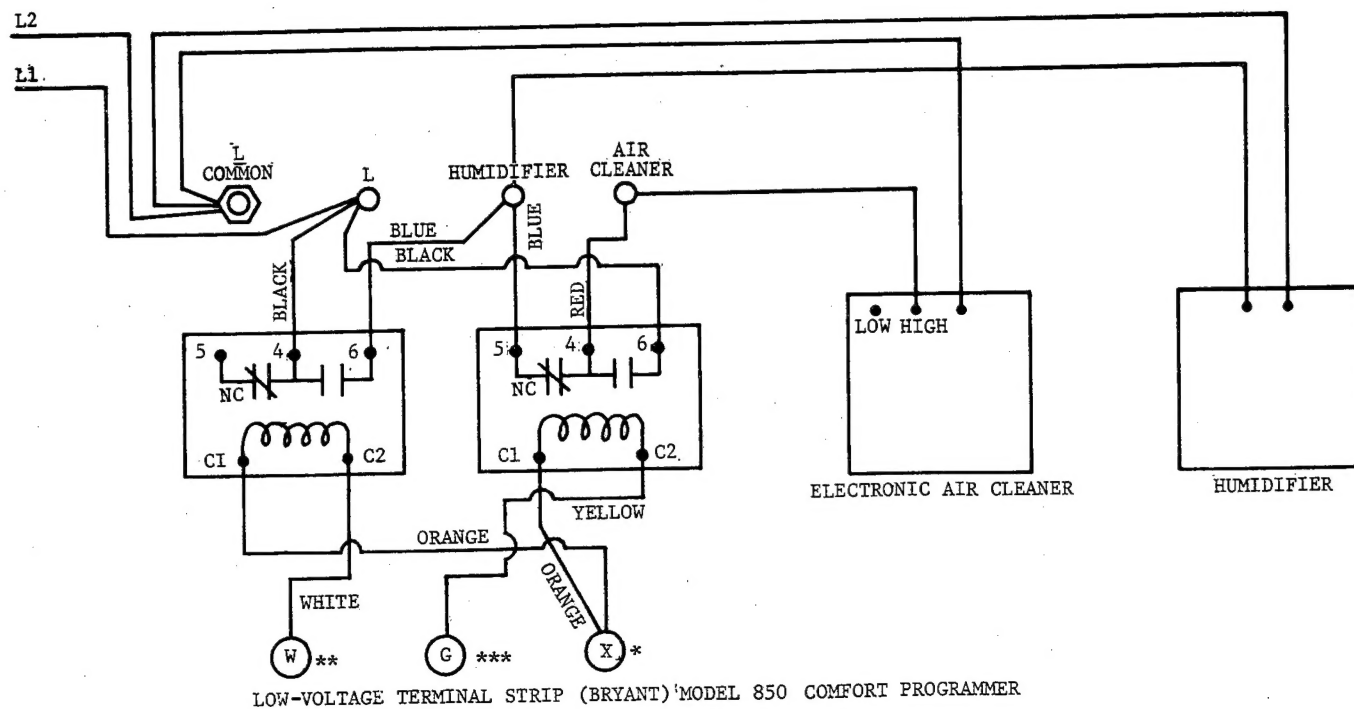 L2
L1
L
COMMON
L
HUMIDIFIER
AIR
CLEANER
BLUE
BLACK
BLUE
BLACK
RED
5 4 6
NC
CI C2
5 4 6
NC
C1 C2
LOW HIGH
ELECTRONIC AIR CLEANER
HUMIDIFIER
YELLOW
ORANGE
ORANGE
WHITE
W **
G ***
X *
LOW-VOLTAGE TERMINAL STRIP (BRYANT) MODEL 850 COMFORT PROGRAMMER